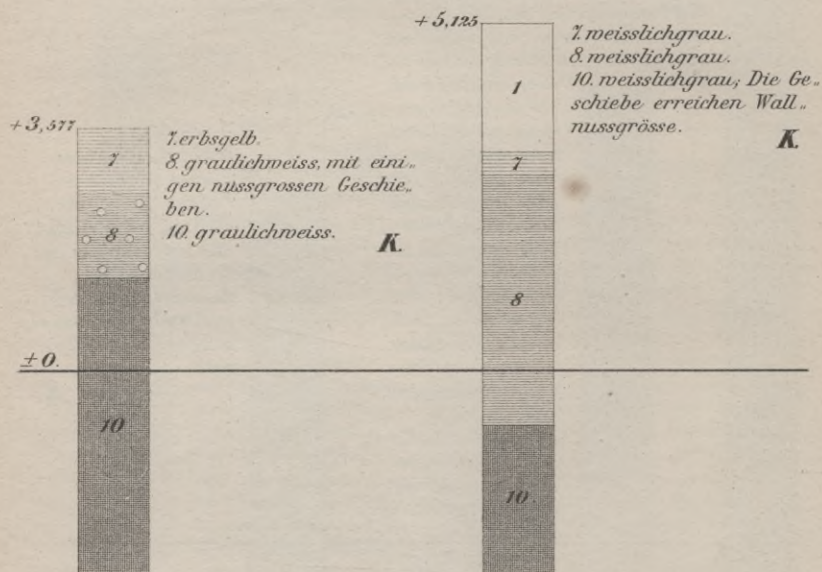 +3,577
7. erbsgelb.
8. graulichweiss, mit eini„
gen nussgrossen Geschie„
ben.
10. graulichweiss.
K.
7
8
10
±0.
+5,125
7. weisslichgrau.
8. weisslichgrau.
10. weisslichgrau; Die Ge„
schiebe erreichen Wall„
nussgrösse.
K.
1
7
8
10.